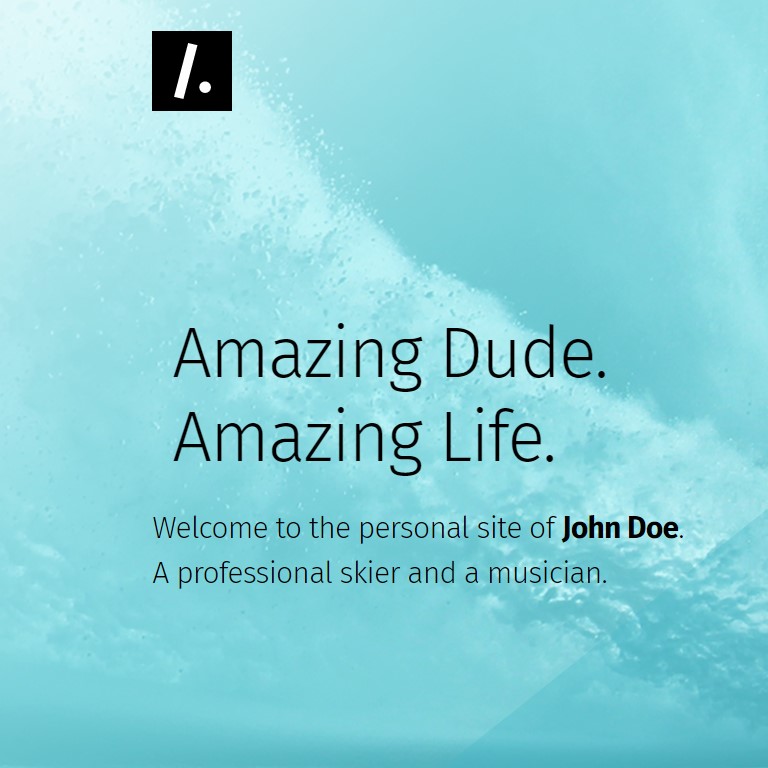 /.
Amazing Dude.
Amazing Life.
Welcome to the personal site of John Doe.
A professional skier and a musician.